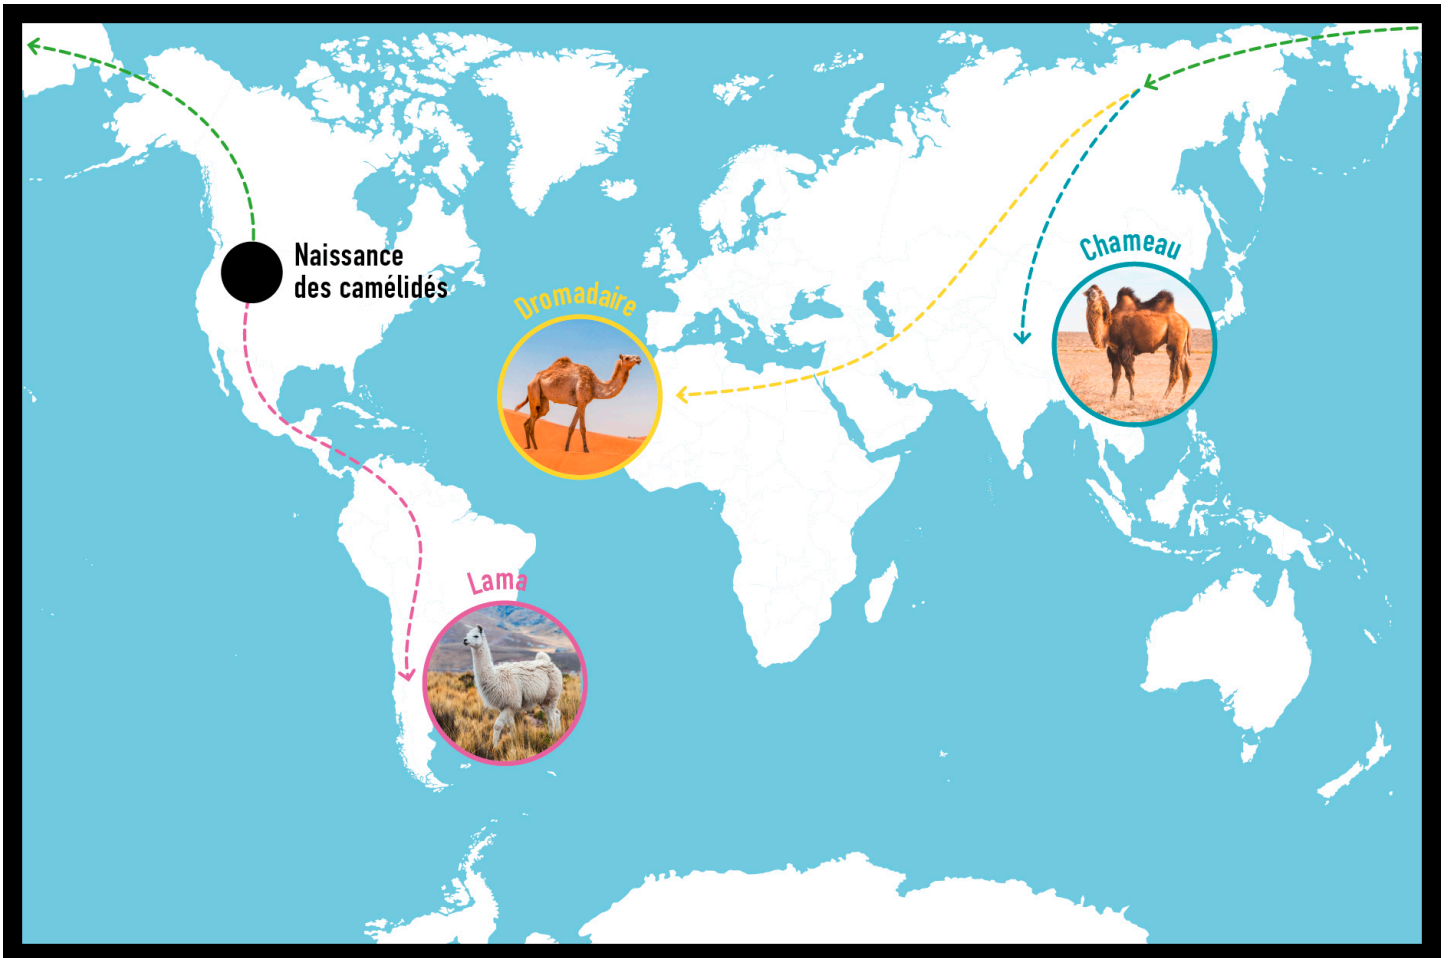 Naissance
des camélidés
Dromadaire
Chameau
Lama